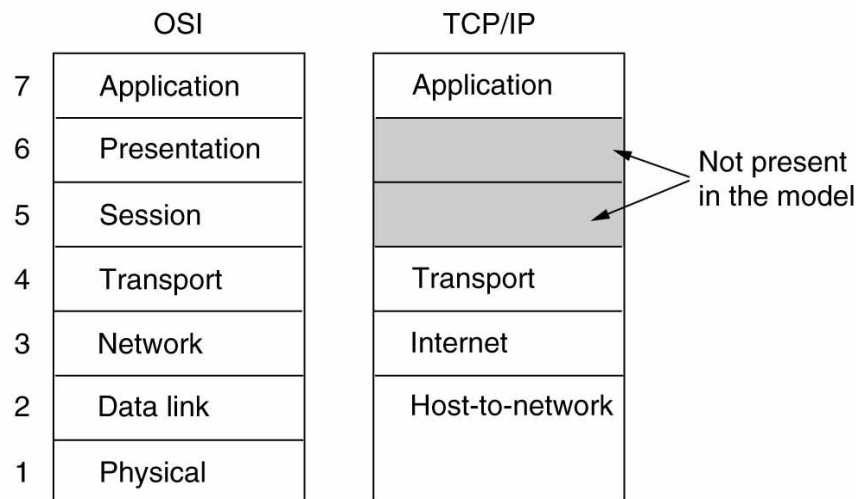 OSI TCP/IP
7 Application Application
6 Presentation
Not present
in the model
5 Session
4 Transport Transport
3 Network Internet
2 Data link Host-to-network
1 Physical